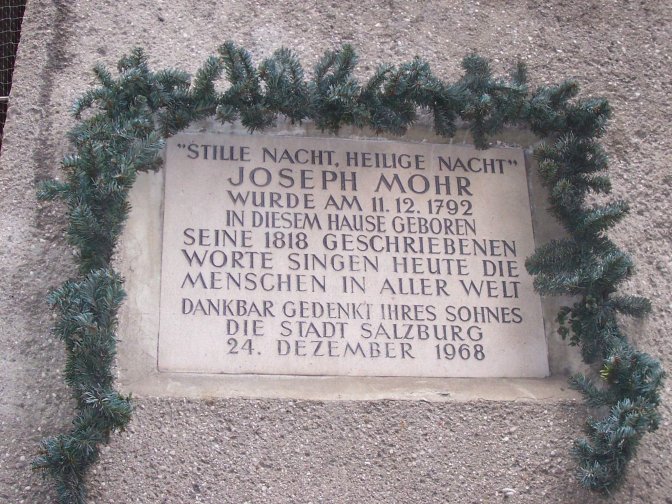 "STILLE NACHT, HEILIGE NACHT"
JOSEPH MOHR
WURDE AM 11. 12. 1792
IN DIESEM HAUSE GEBOREN
SEINE 1818 GESCHRIEBENEN
WORTE SINGEN HEUTE DIE
MENSCHEN IN ALLER WELT
DANKBAR GEDENKT IHRES SOHNES
DIE STADT SALZBURG
24. DEZEMBER 1968